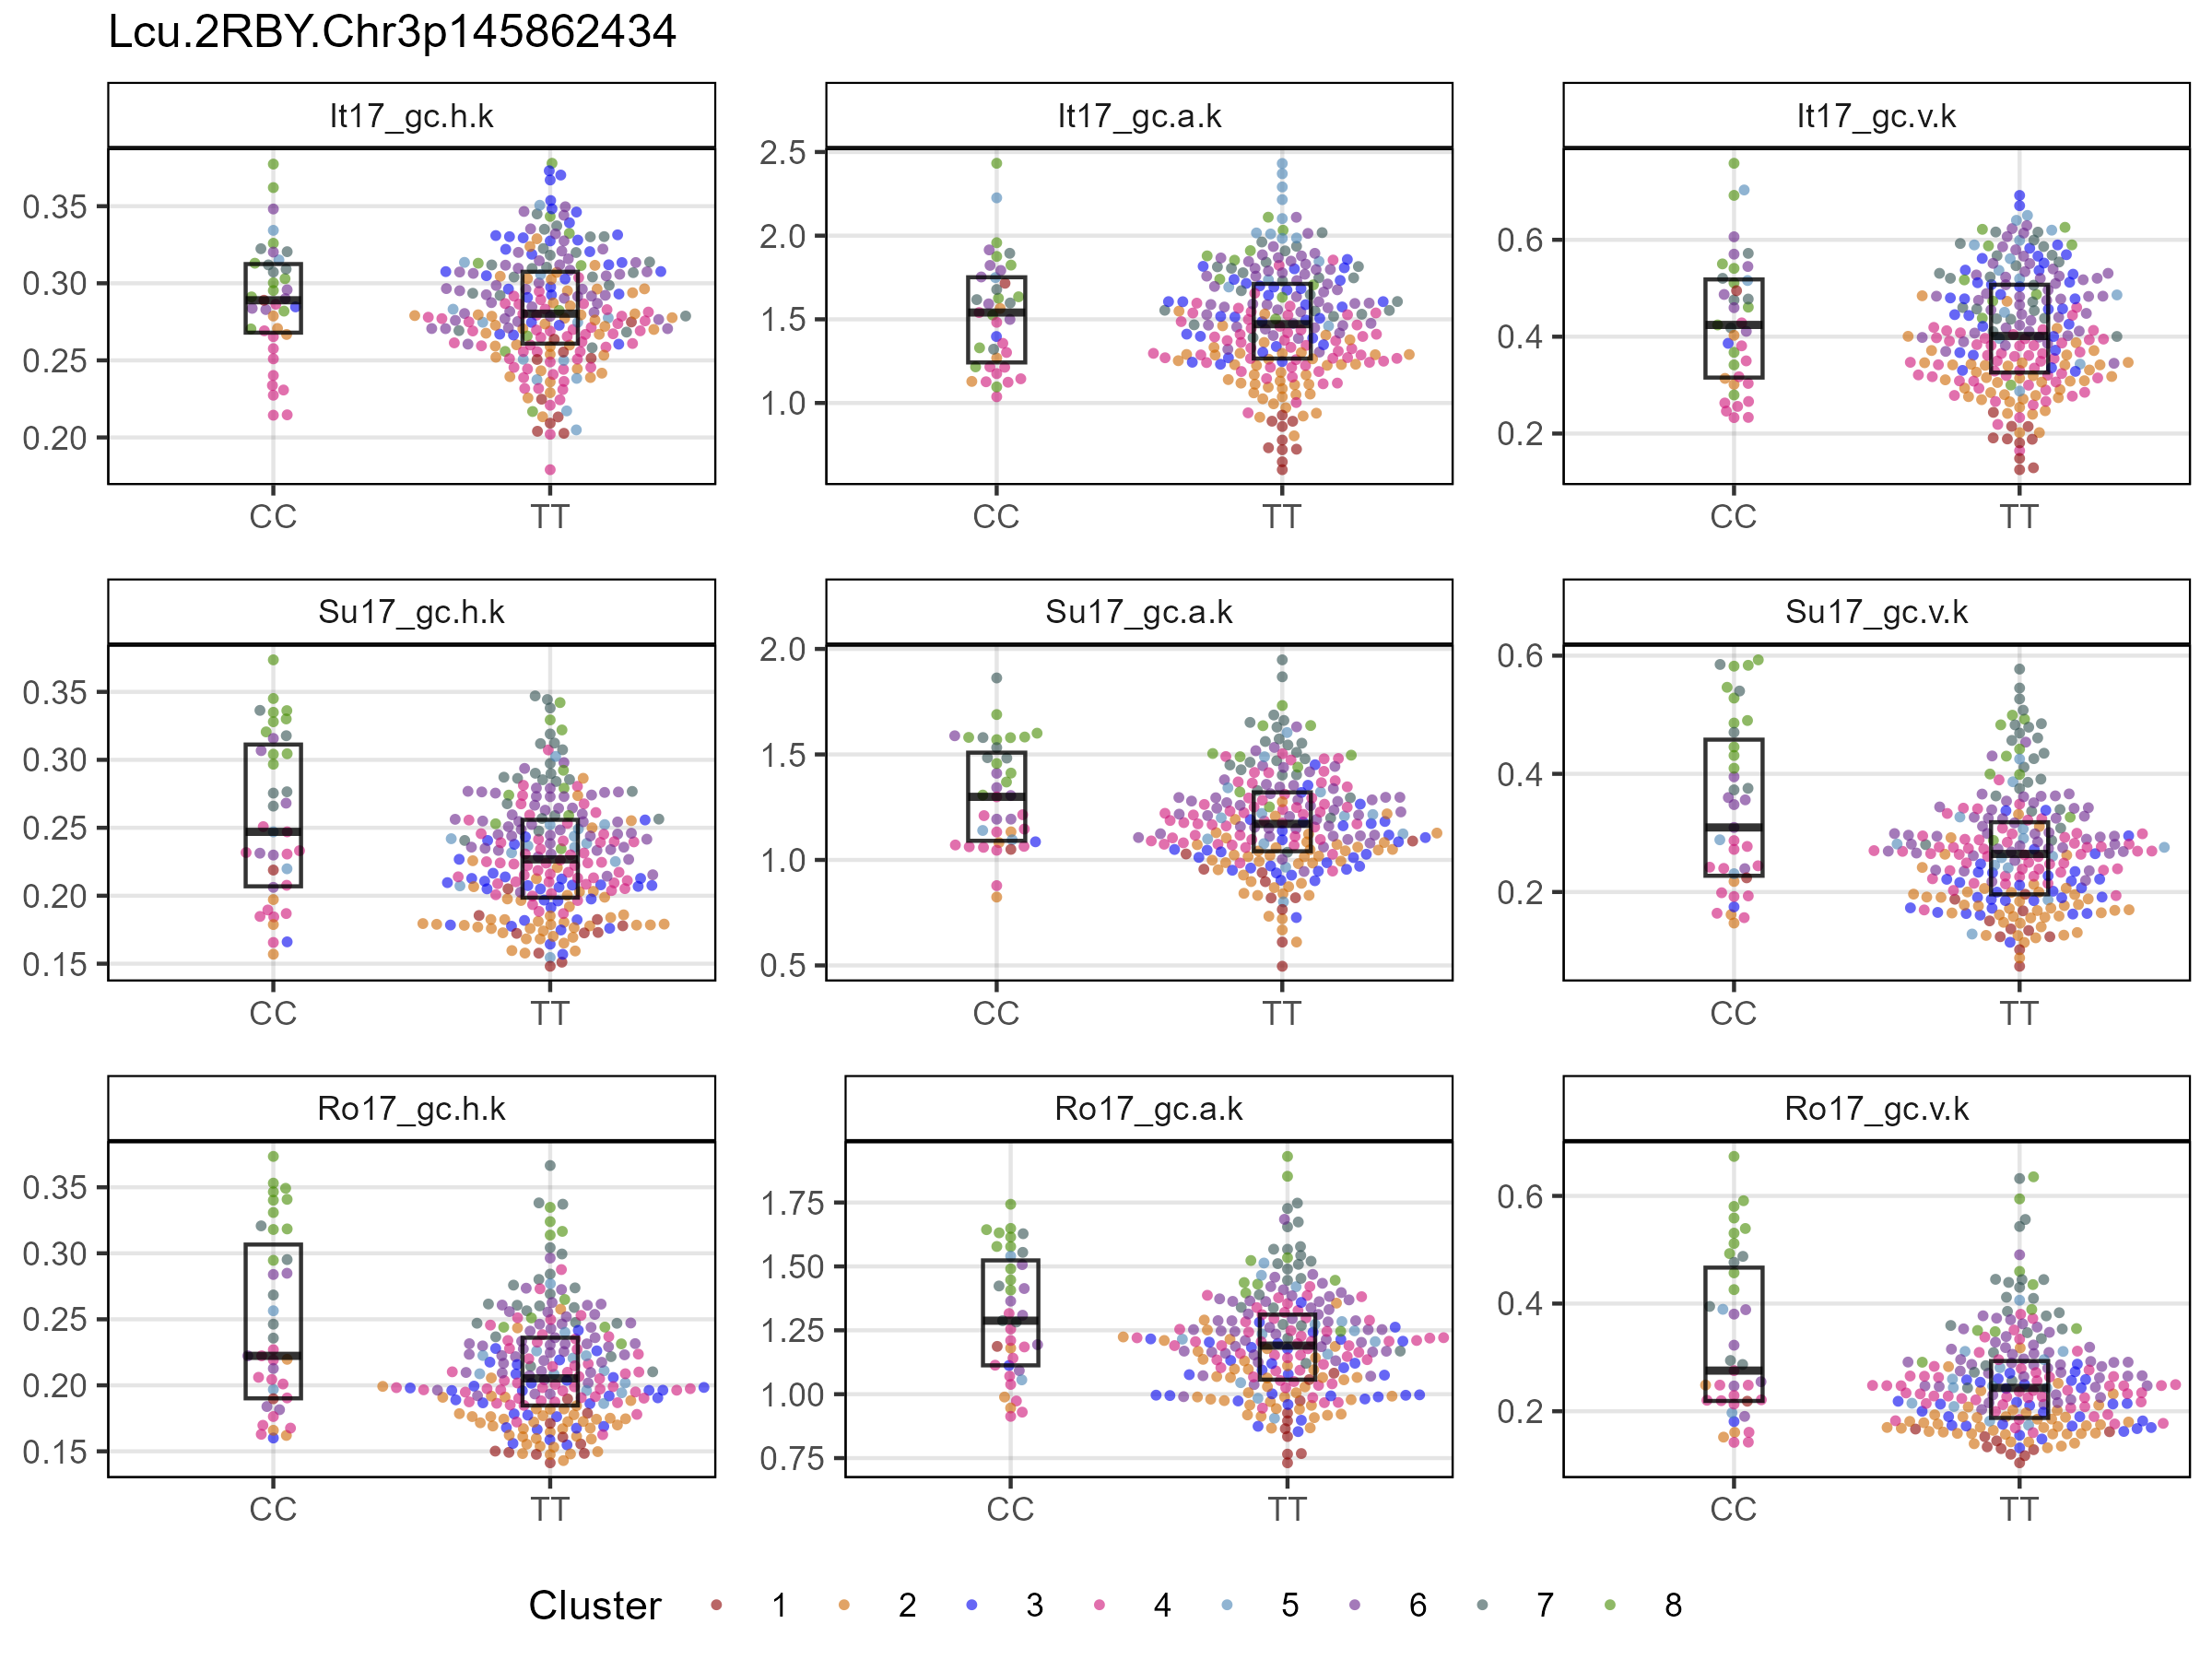 Lcu.2RBY.Chr3p145862434
It17_gc.h.k It17_gc.a.k It17_gc.v.k
0.35 0.30 0.25 0.20
2.5 2.0 1.5 1.0
0.6 0.4 0.2
CC TT CC TT CC TT
Su17_gc.h.k Su17_gc.a.k Su17_gc.v.k
0.35 0.30 0.25 0.20 0.15
2.0 1.5 1.0 0.5
0.6 0.4 0.2
CC TT CC TT CC TT
Ro17_gc.h.k Ro17_gc.a.k Ro17_gc.v.k
0.35 0.30 0.25 0.20 0.15
1.75 1.50 1.25 1.00 0.75
0.6 0.4 0.2
CC TT CC TT CC TT
Cluster 1 2 3 4 5 6 7 8